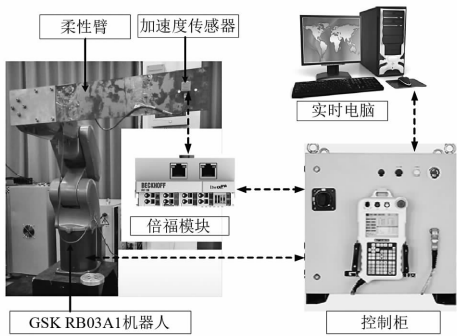 柔性臂
加速度传感器
实时电脑
BECKHOFF
倍福模块
GSK RB03A1机器人
控制柜